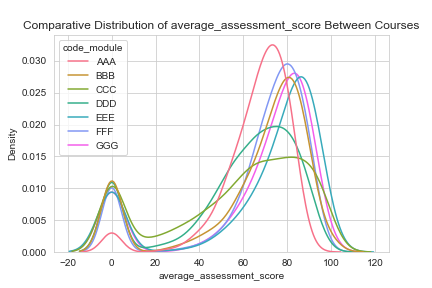 Comparative Distribution of average_assessment_score Between Courses
code_module
AAA
BBB
CCC
DDD
EEE
FFF
GGG
0.030
0.025
0.020
0.015
0.010
0.005
0.000
Density
−20 0 20 40 60 80 100 120
average_assessment_score